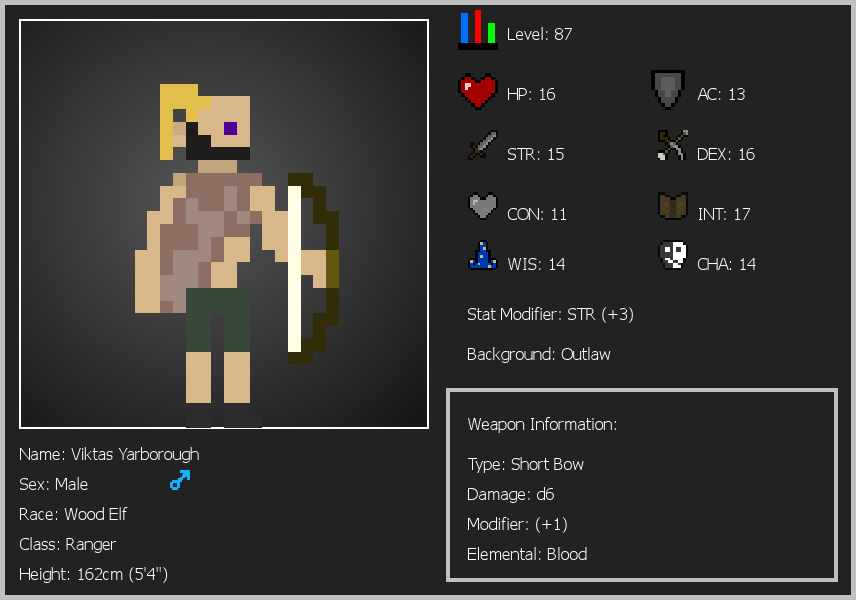 Level: 87
HP: 16
AC: 13
STR: 15
DEX: 16
CON: 11
INT: 17
WIS: 14
CHA: 14
Stat Modifier: STR (+3)
Background: Outlaw
Weapon Information:
Type: Short Bow
Damage: d6
Modifier: (+1)
Elemental: Blood
Name: Viktas Yarborough
Sex: Male
Race: Wood Elf
Class: Ranger
Height: 162cm (5'4")